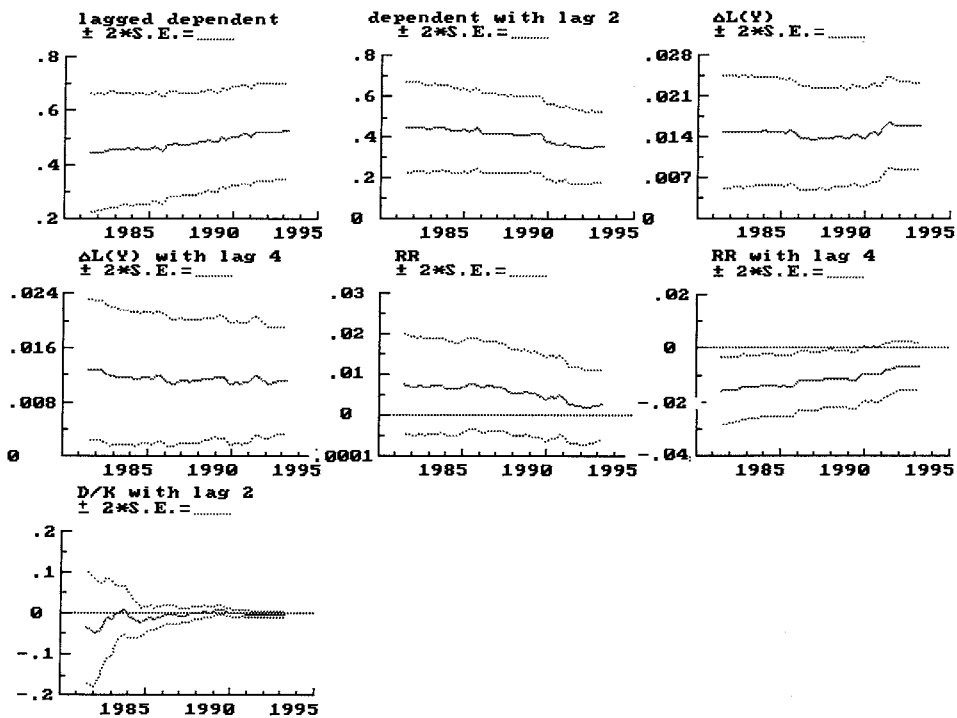 lagged dependent
± 2*S.E.=
.8
.6
.4
.2
1985 1990 1995
dependent with lag 2
± 2*S.E.=
.8
.6
.4
.2
0
1985 1990 1995
ΔL(Y)
± 2*S.E.=
.028
.021
.014
.007
0
1985 1990 1995
ΔL(Y) with lag 4
± 2*S.E.=
.024
.016
.008
0
1985 1990 1995
RR
± 2*S.E.=
.03
.02
.01
0
.0001
1985 1990 1995
RR with lag 4
± 2*S.E.=
.02
0
-.02
-.04
1985 1990 1995
D/K with lag 2
± 2*S.E.=
.2
.1
0
-.1
-.2
1985 1990 1995